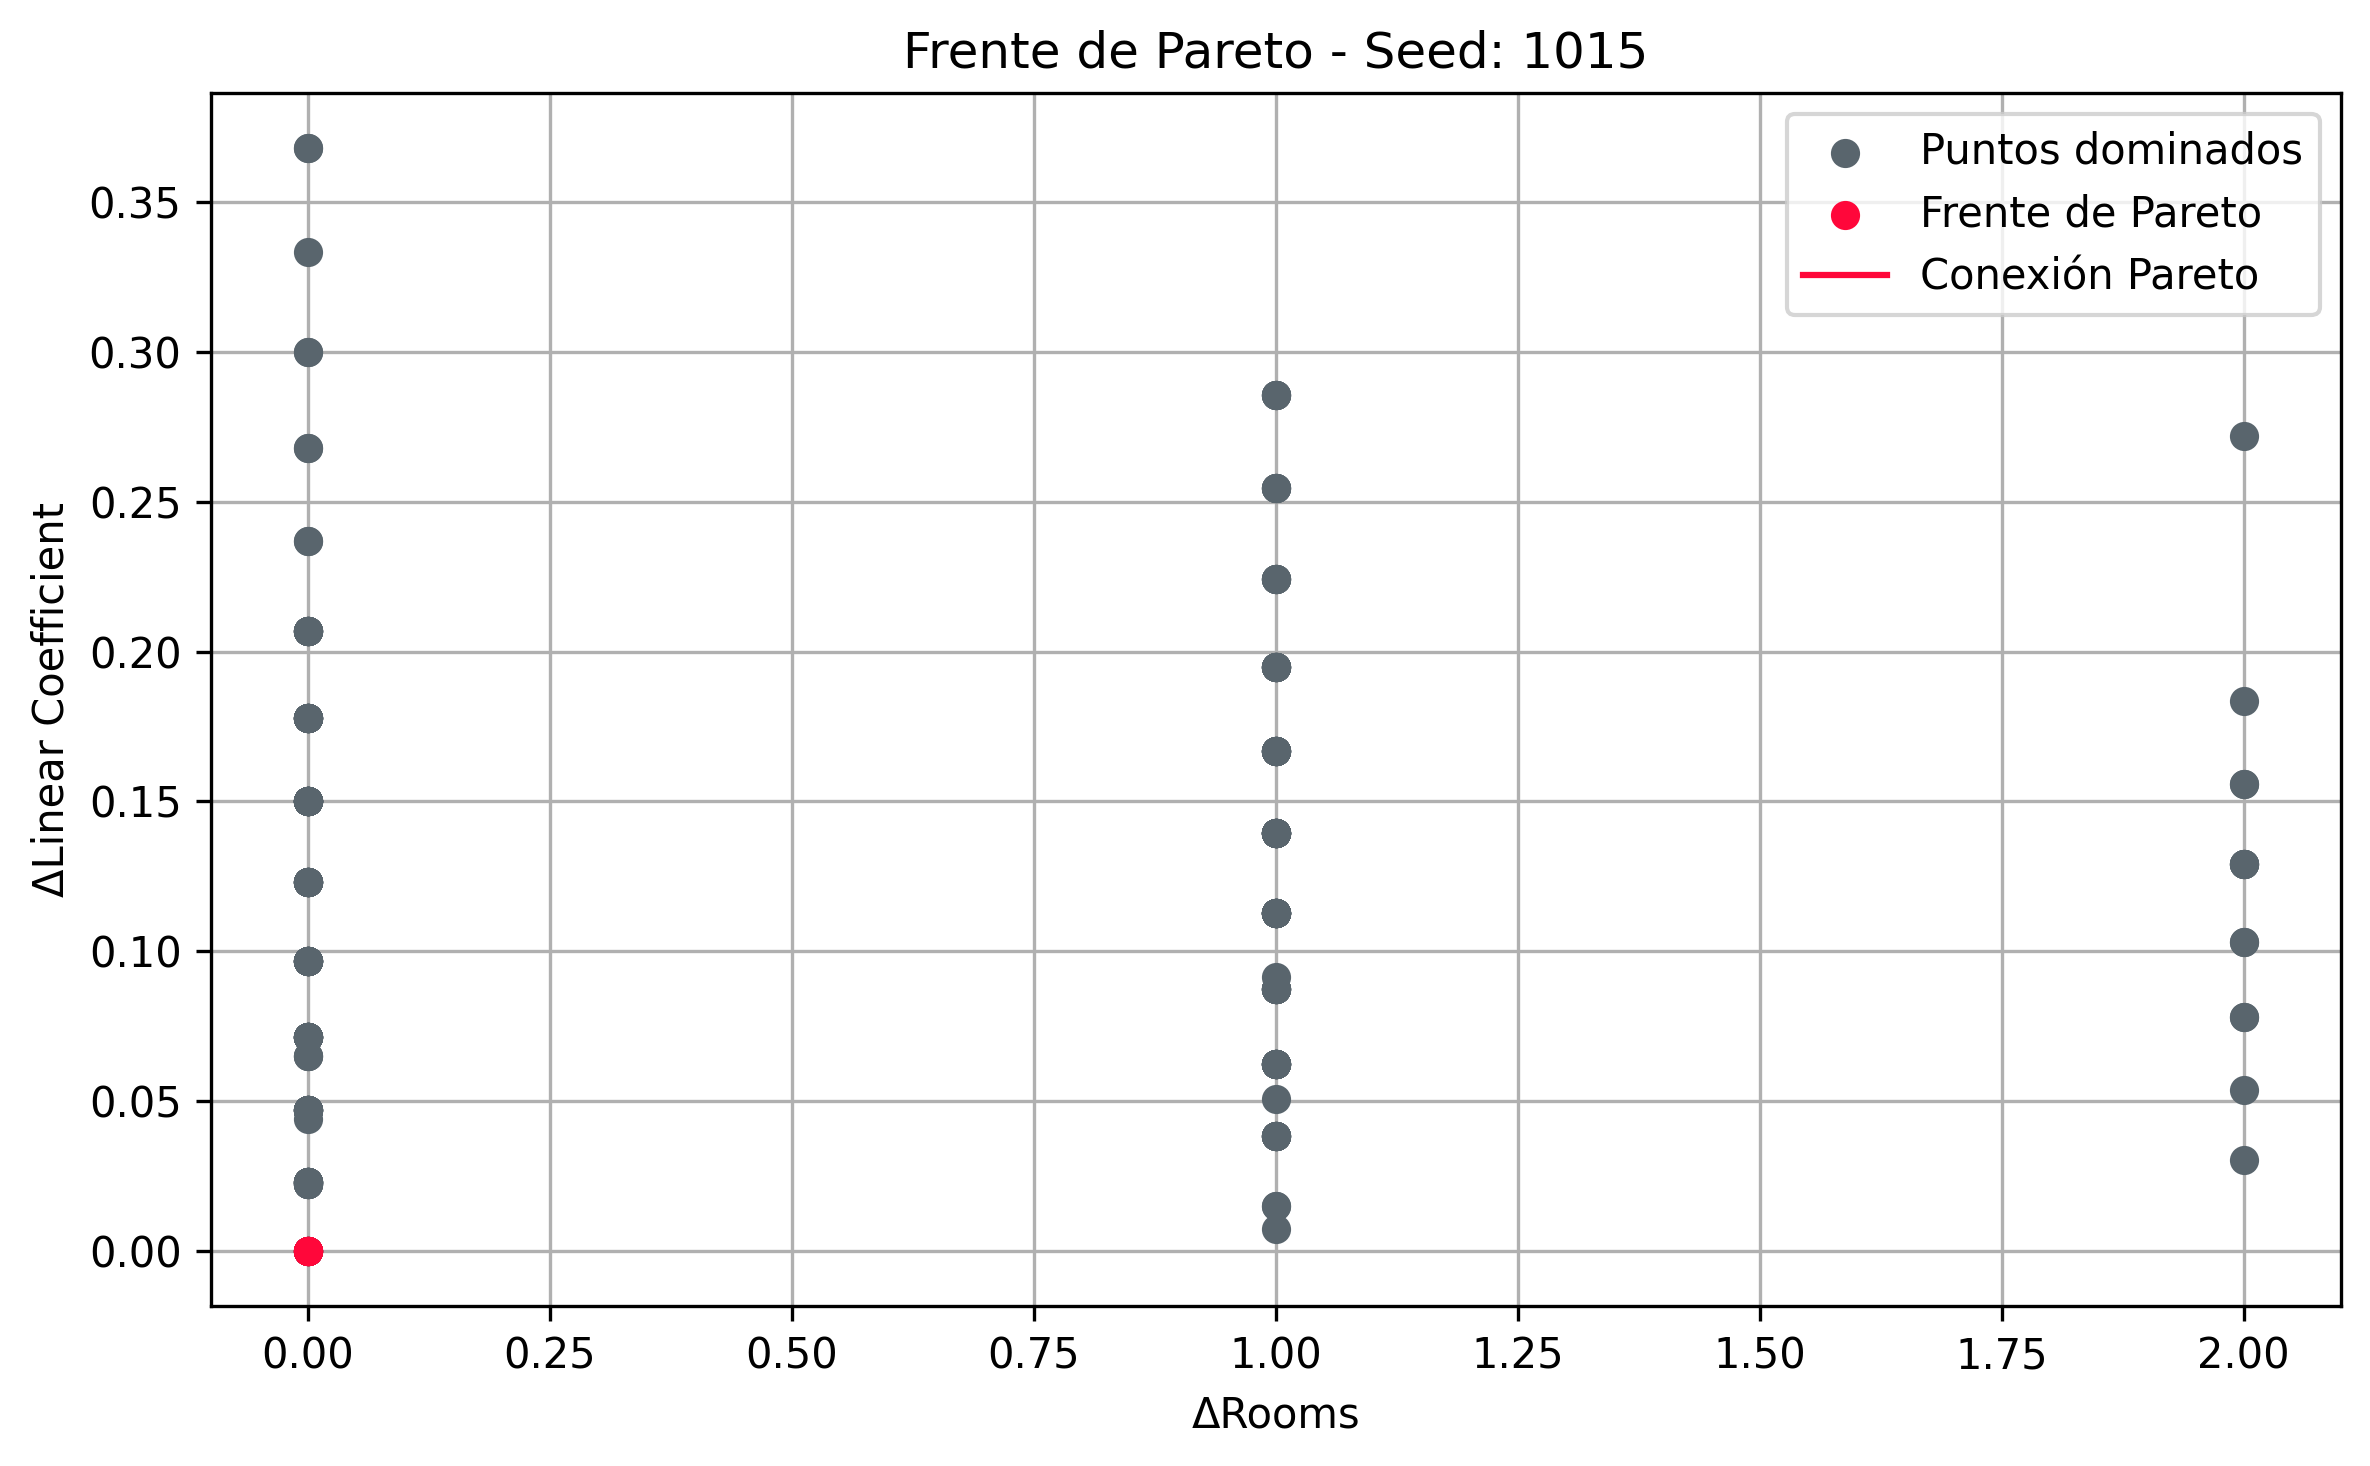 Frente de Pareto - Seed: 1015
Puntos dominados
Frente de Pareto
Conexión Pareto
ΔLinear Coefficient
0.35
0.30
0.25
0.20
0.15
0.10
0.05
0.00
0.00 0.25 0.50 0.75 1.00 1.25 1.50 1.75 2.00
ΔRooms